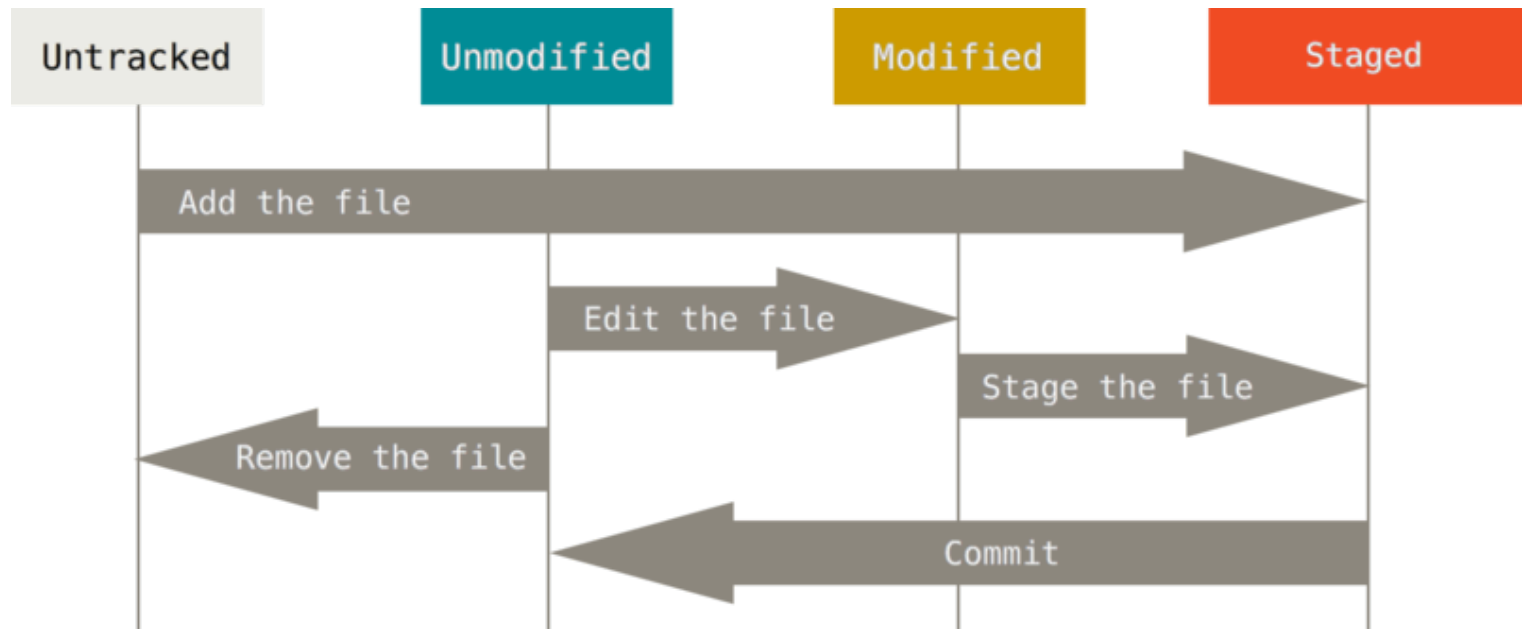 Untracked
Unmodified
Modified
Staged
Add the file
Edit the file
Stage the file
Remove the file
Commit